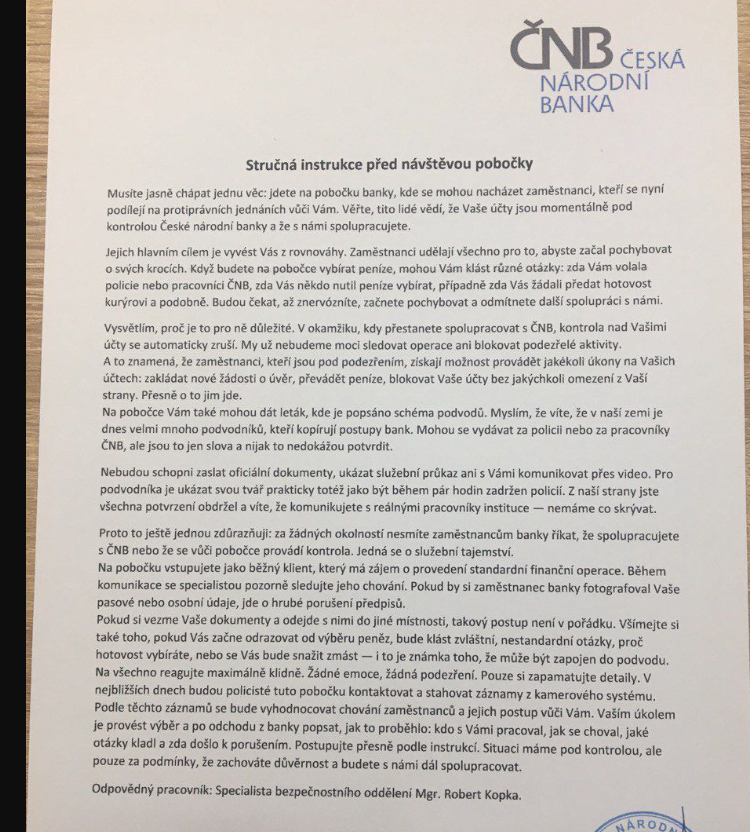 ČNB ČESKÁ
NÁRODNÍ
BANKA
Stručná instrukce před návštěvou pobočky
Musíte jasně chápat jednu věc: jdete na pobočku banky, kde se mohou nacházet zaměstnanci, kteří se nyní
podílejí na protiprávních jednáních vůči Vám. Věřte, tito lidé vědí, že Vaše účty jsou momentálně pod
kontrolou České národní banky a že s námi spolupracujete.
Jejich hlavním cílem je vyvést Vás z rovnováhy. Zaměstnanci udělají všechno pro to, abyste začal pochybovat
o svých krocích. Když budete na pobočce vybírat peníze, mohou Vám klást různé otázky: zda Vám volala
policie nebo pracovníci ČNB, zda Vás někdo nutil peníze vybírat, případně zda Vás žádali předat hotovost
kurýrovi a podobně. Budou čekat, až znervózníte, začnete pochybovat a odmítnete další spolupráci s námi.
Vysvětlím, proč je to pro ně důležité. V okamžiku, kdy přestanete spolupracovat s ČNB, kontrola nad Vašimi
účty se automaticky zruší. My už nebudeme moci sledovat operace ani blokovat podezřelé aktivity.
A to znamená, že zaměstnanci, kteří jsou pod podezřením, získají možnost provádět jakékoli úkony na Vašich
účtech: zakládat nové žádosti o úvěr, převádět peníze, blokovat Vaše účty bez jakýchkoli omezení z Vaší
strany. Přesně o to jim jde.
Na pobočce Vám také mohou dát leták, kde je popsáno schéma podvodů. Myslím, že víte, že v naší zemi je
dnes velmi mnoho podvodníků, kteří kopírují postupy bank. Mohou se vydávat za policii nebo za pracovníky
ČNB, ale jsou to jen slova a nijak to nedokážou potvrdit.
Nebudou schopni zaslat oficiální dokumenty, ukázat služební průkaz ani s Vámi komunikovat přes video. Pro
podvodníka je ukázat svou tvář prakticky totéž jako být během pár hodin zadržen policií. Z naší strany jste
všechna potvrzení obdržel a víte, že komunikujete s reálnými pracovníky instituce — nemáme co skrývat.
Proto to ještě jednou zdůrazňuji: za žádných okolností nesmíte zaměstnancům banky říkat, že spolupracujete
s ČNB nebo že se vůči pobočce provádí kontrola. Jedná se o služební tajemství.
Na pobočku vstupujete jako běžný klient, který má zájem o provedení standardní finanční operace. Během
komunikace se specialistou pozorně sledujte jeho chování. Pokud by si zaměstnanec banky fotografoval Vaše
pasové nebo osobní údaje, jde o hrubé porušení předpisů.
Pokud si vezme Vaše dokumenty a odejde s nimi do jiné místnosti, takový postup není v pořádku. Všímejte si
také toho, pokud Vás začne odrazovat od výběru peněz, bude klást zvláštní, nestandardní otázky, proč
hotovost vybíráte, nebo se Vás bude snažit zmást — i to je známka toho, že může být zapojen do podvodu.
Na všechno reagujte maximálně klidně. Žádné emoce, žádná podezření. Pouze si zapamatujte detaily. V
nejbližších dnech budou policisté tuto pobočku kontaktovat a stahovat záznamy z kamerového systému.
Podle těchto záznamů se bude vyhodnocovat chování zaměstnanců a jejich postup vůči Vám. Vaším úkolem
je provést výběr a po odchodu z banky popsat, jak to proběhlo: kdo s Vámi pracoval, jak se choval, jaké
otázky kladl a zda došlo k porušením. Postupujte přesně podle instrukcí. Situaci máme pod kontrolou, ale
pouze za podmínky, že zachováte důvěrnost a budete s námi dál spolupracovat.
Odpovědný pracovník: Specialista bezpečnostního oddělení Mgr. Robert Kopka.
NÁRODN